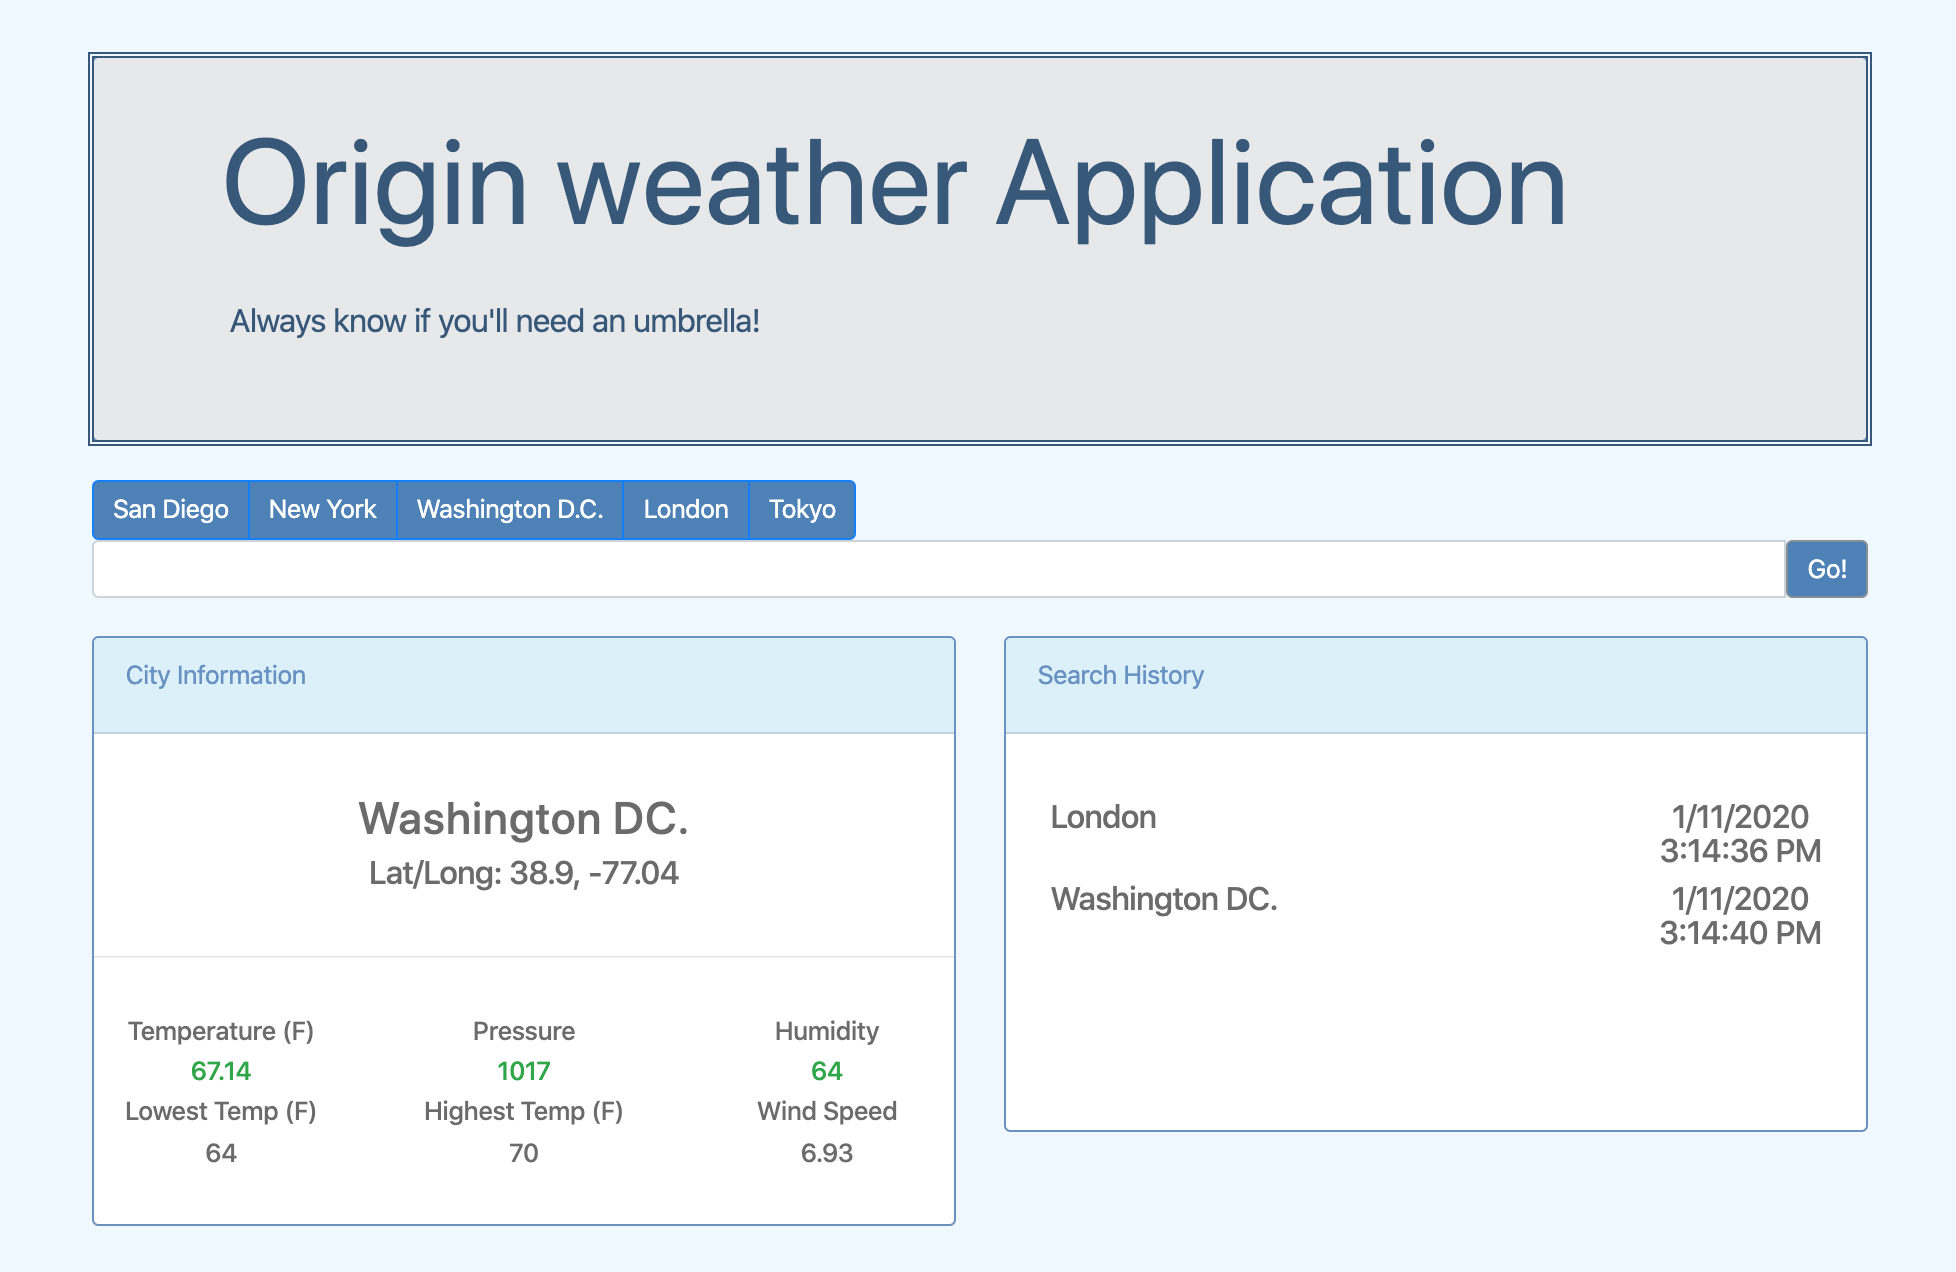 Origin weather Application
Always know if you'll need an umbrella!
San Diego New York Washington D.C. London Tokyo
Go!
City Information
Washington DC.
Lat/Long: 38.9, -77.04
Temperature (F) Pressure Humidity
67.14 1017 64
Lowest Temp (F) Highest Temp (F) Wind Speed
64 70 6.93
Search History
London 1/11/2020
3:14:36 PM
Washington DC. 1/11/2020
3:14:40 PM